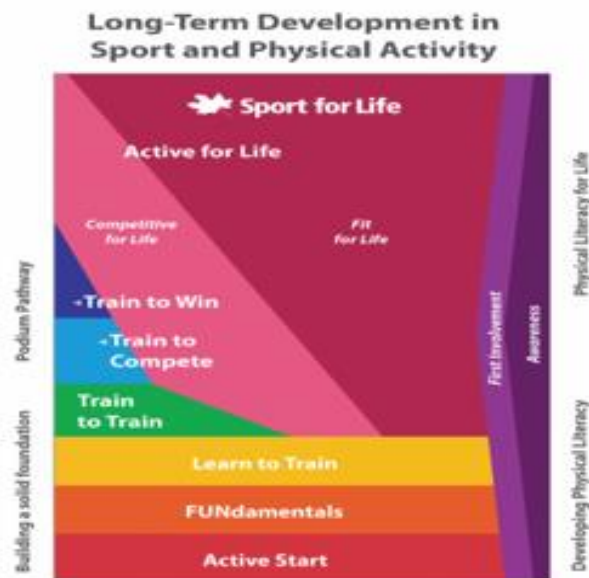 Long-Term Development in
Sport and Physical Activity
Sport for Life
Active for Life
Competitive
for Life
Fit
for Life
Train to Win
Train to
Compete
Train
to Train
Learn to Train
FUNdamentals
Active Start
Podium Pathway
Building a solid foundation
First Involvement
Awareness
Physical Literacy for Life
Developing Physical Literacy